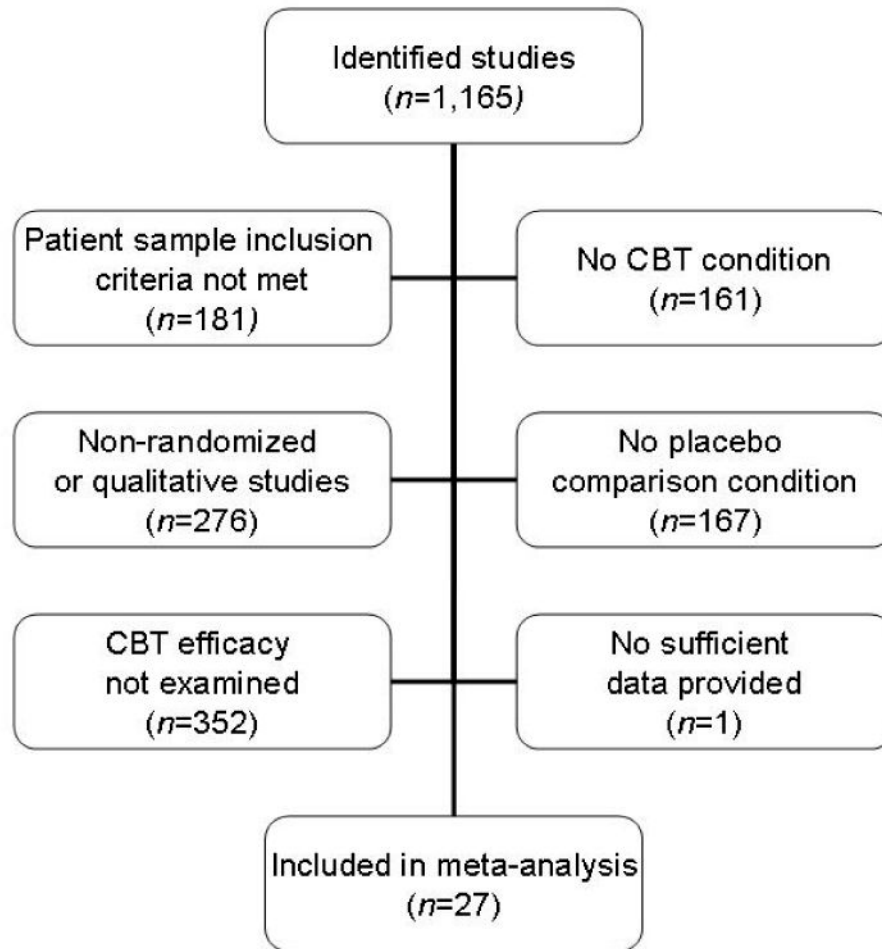 Identified studies
(n=1,165)
Patient sample inclusion
criteria not met
(n=181)
No CBT condition
(n=161)
Non-randomized
or qualitative studies
(n=276)
No placebo
comparison condition
(n=167)
CBT efficacy
not examined
(n=352)
No sufficient
data provided
(n=1)
Included in meta-analysis
(n=27)